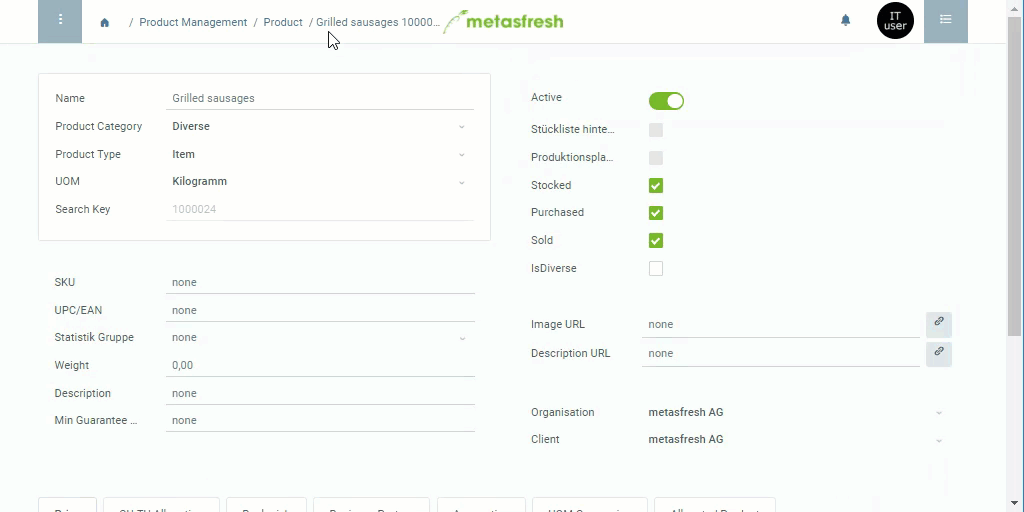 / Product Management / Product / Grilled sausages 10000...
metasfresh
IT user
Name Grilled sausages
Product Category Diverse
Product Type Item
UOM Kilogramm
Search Key 1000024
SKU none
UPC/EAN none
Statistik Gruppe none
Weight 0,00
Description none
Min Guarantee ... none
Active
Stückliste hinte...
Produktionspla...
Stocked
Purchased
Sold
IsDiverse
Image URL none
Description URL none
Organisation metasfresh AG
Client metasfresh AG